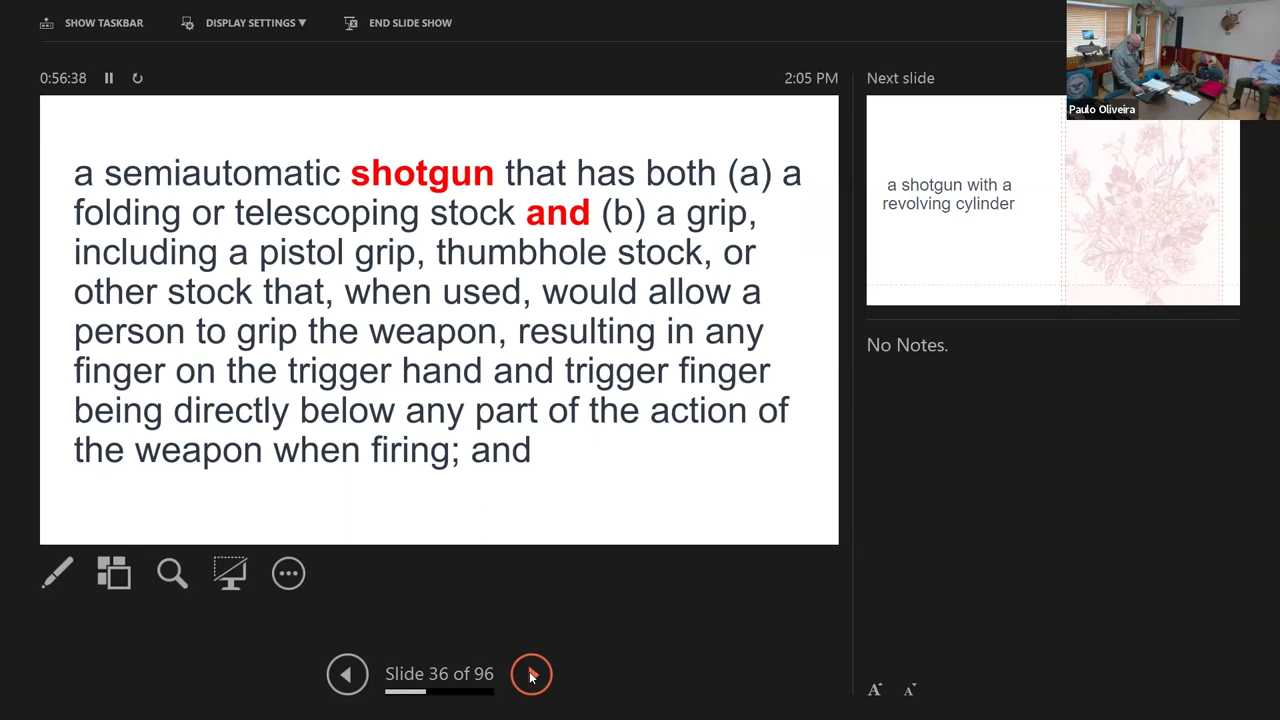 SHOW TASKBAR
DISPLAY SETTINGS ▼
END SLIDE SHOW
0:56:38
2:05 PM
a semiautomatic shotgun that has both (a) a
folding or telescoping stock and (b) a grip,
including a pistol grip, thumbhole stock, or
other stock that, when used, would allow a
person to grip the weapon, resulting in any
finger on the trigger hand and trigger finger
being directly below any part of the action of
the weapon when firing; and
Slide 36 of 96
Next slide
a shotgun with a
revolving cylinder
No Notes.
A A
Paulo Oliveira